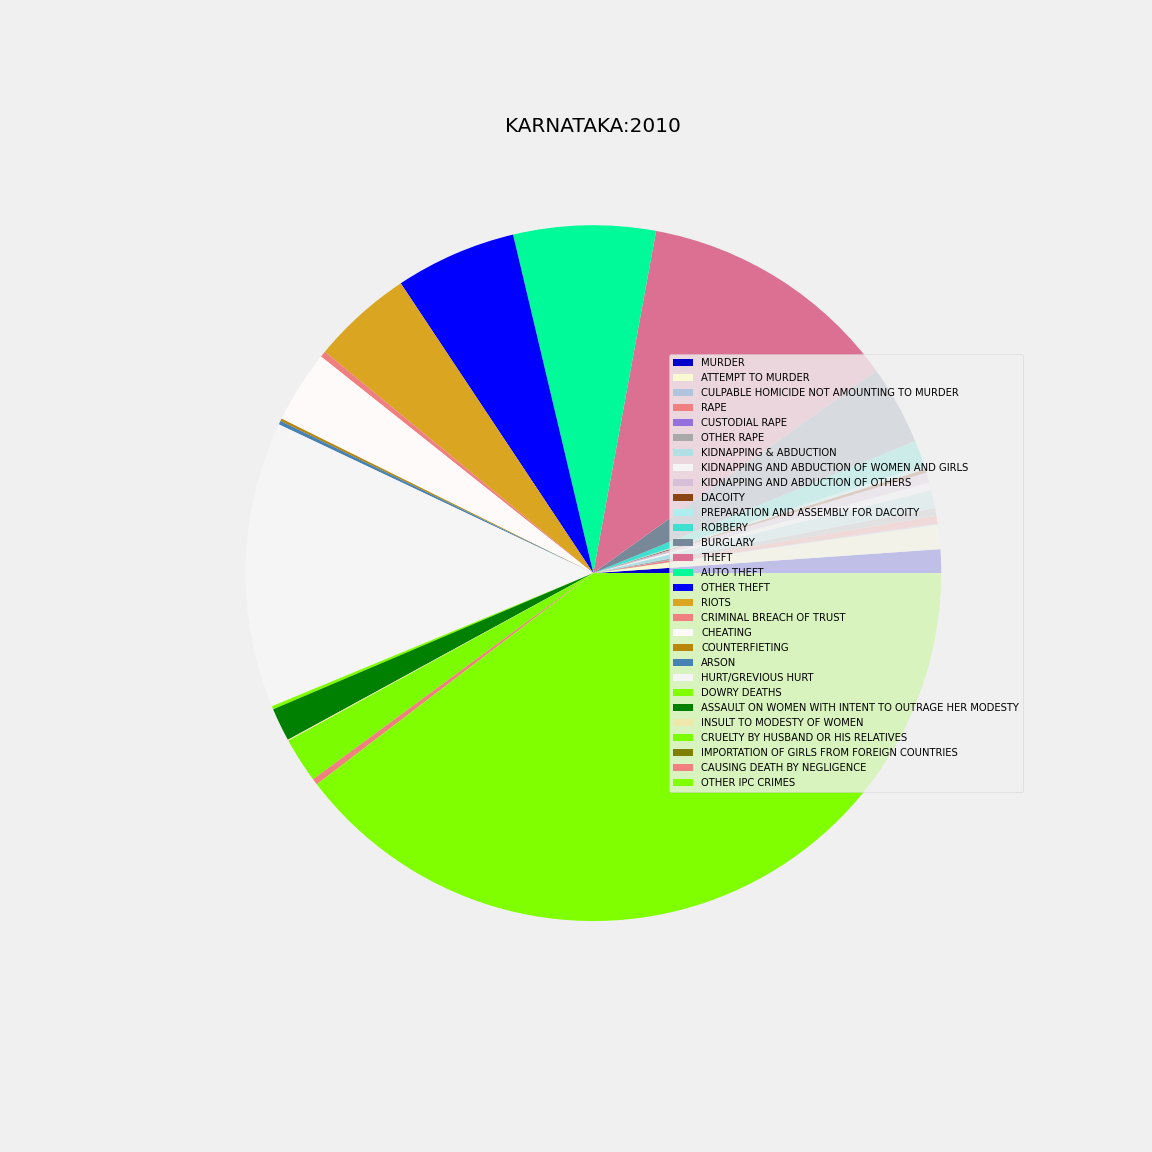 KARNATAKA:2010
MURDER
ATTEMPT TO MURDER
CULPABLE HOMICIDE NOT AMOUNTING TO MURDER
RAPE
CUSTODIAL RAPE
OTHER RAPE
KIDNAPPING & ABDUCTION
KIDNAPPING AND ABDUCTION OF WOMEN AND GIRLS
KIDNAPPING AND ABDUCTION OF OTHERS
DACOITY
PREPARATION AND ASSEMBLY FOR DACOITY
ROBBERY
BURGLARY
THEFT
AUTO THEFT
OTHER THEFT
RIOTS
CRIMINAL BREACH OF TRUST
CHEATING
COUNTERFIETING
ARSON
HURT/GREVIOUS HURT
DOWRY DEATHS
ASSAULT ON WOMEN WITH INTENT TO OUTRAGE HER MODESTY
INSULT TO MODESTY OF WOMEN
CRUELTY BY HUSBAND OR HIS RELATIVES
IMPORTATION OF GIRLS FROM FOREIGN COUNTRIES
CAUSING DEATH BY NEGLIGENCE
OTHER IPC CRIMES